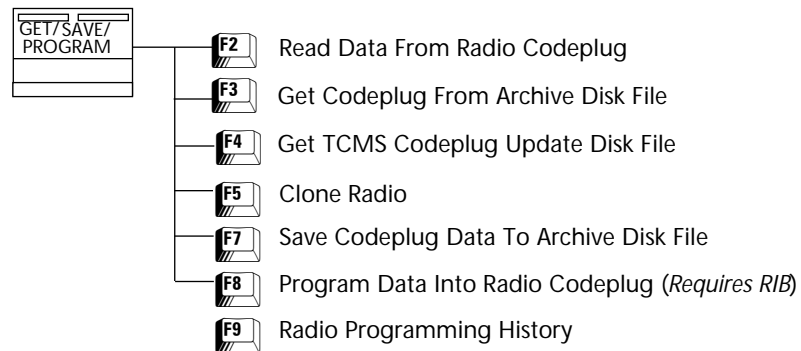 GET/SAVE/
PROGRAM
F2 Read Data From Radio Codeplug
F3 Get Codeplug From Archive Disk File
F4 Get TCMS Codeplug Update Disk File
F5 Clone Radio
F7 Save Codeplug Data To Archive Disk File
F8 Program Data Into Radio Codeplug (Requires RIB)
F9 Radio Programming History